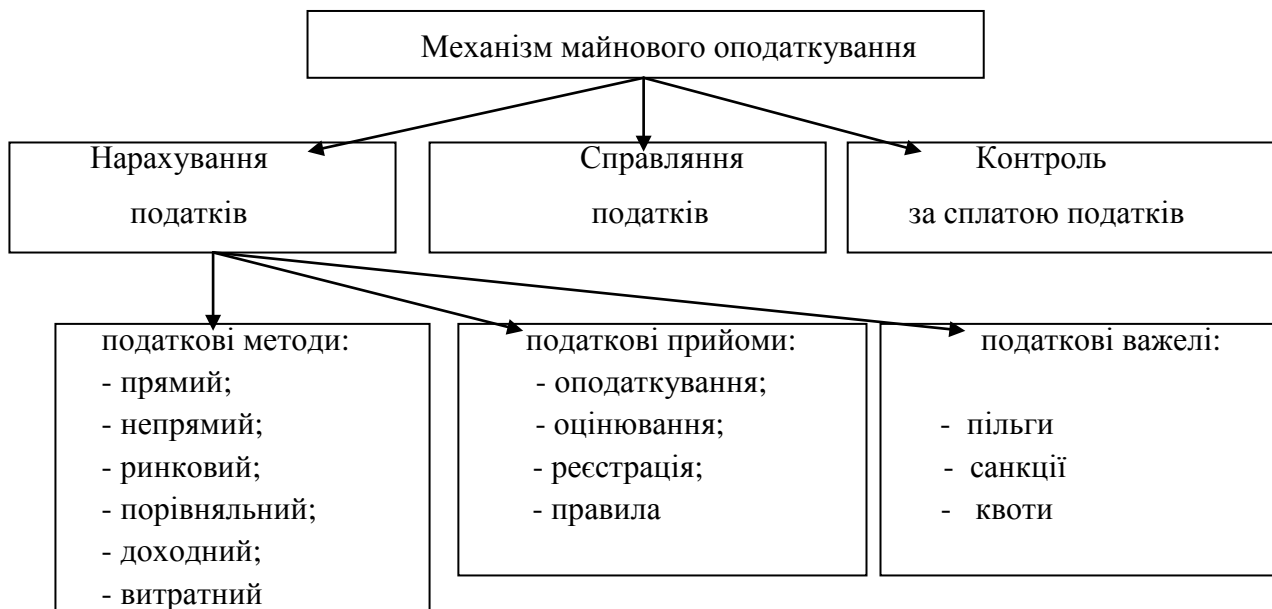 Механізм майнового оподаткування
Нарахування
податків
Справляння
податків
Контроль
за сплатою податків
податкові методи:
- прямий;
- непрямий;
- ринковий;
- порівняльний;
- доходний;
- витратний
податкові прийоми:
- оподаткування;
- оцінювання;
- реєстрація;
- правила
податкові важелі:
- пільги
- санкції
- квоти